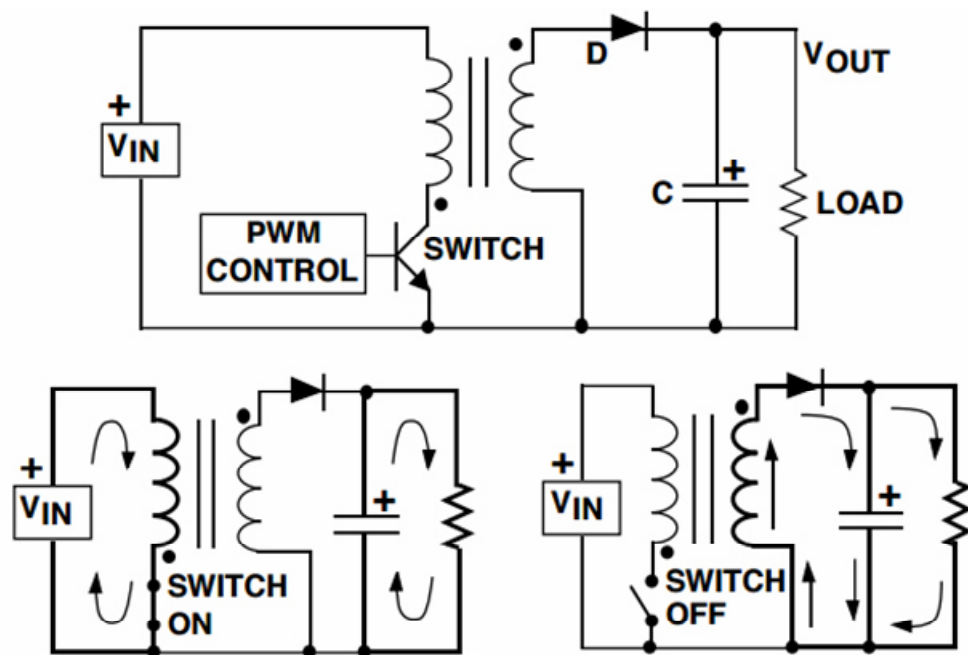 +
VIN
PWM
CONTROL
SWITCH
D
VOUT
C
+
LOAD
+
VIN
SWITCH
ON
+
+
VIN
SWITCH
OFF
+